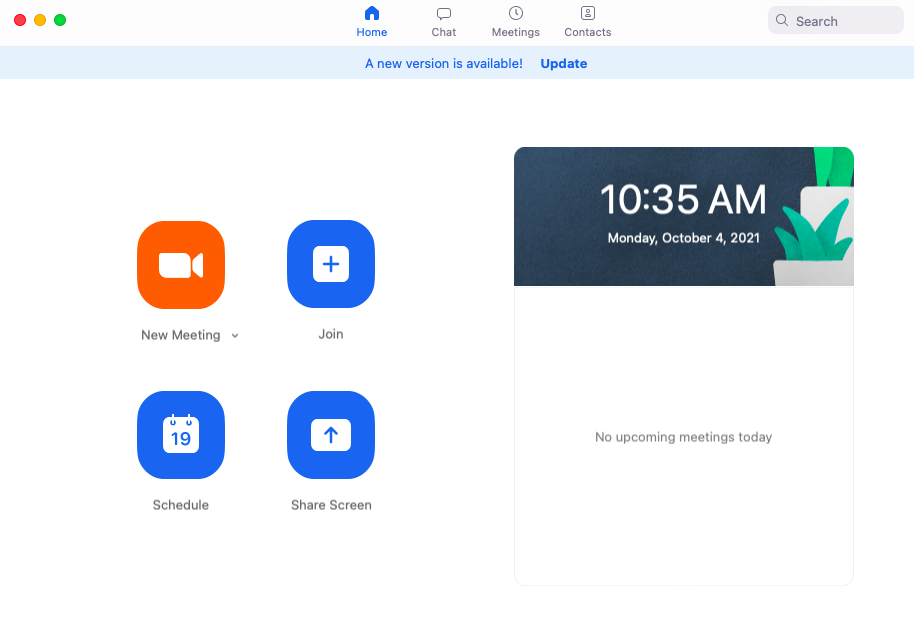 Home
Chat
Meetings
Contacts
Search
A new version is available! Update
10:35 AM
Monday, October 4, 2021
New Meeting
Join
19
Schedule
Share Screen
No upcoming meetings today